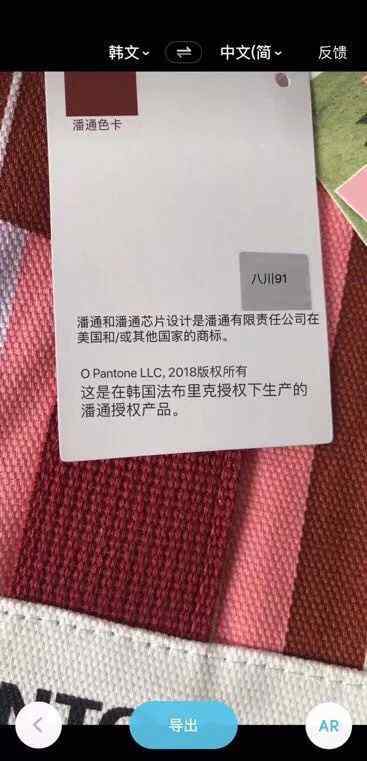 韩文
中文(简
反馈
潘通色卡
八川91
潘通和潘通芯片设计是潘通有限责任公司在
美国和/或其他国家的商标。
O Pantone LLC, 2018版权所有
这是在韩国法布里克授权下生产的
潘通授权产品。
NTO
导出
AR